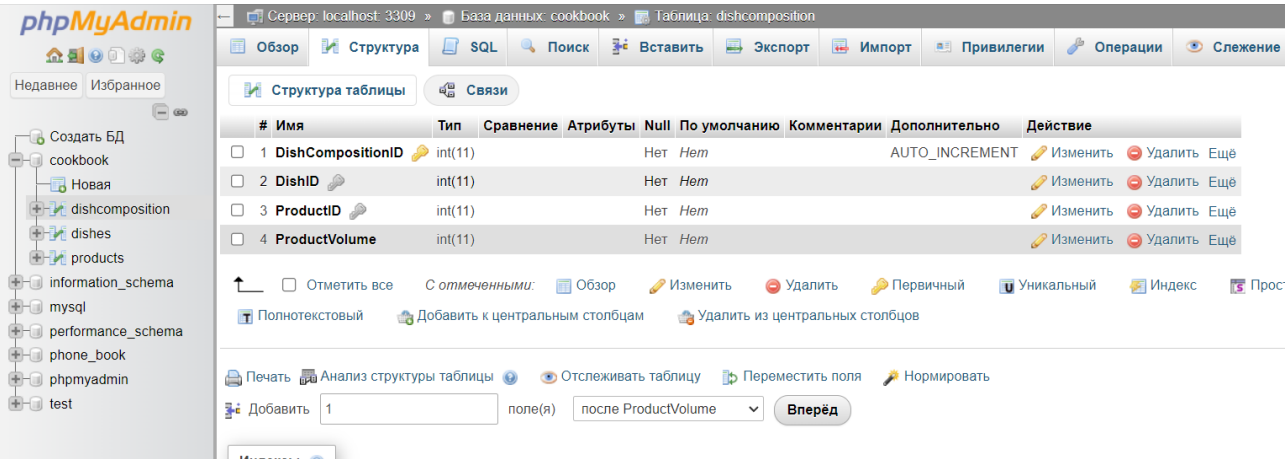 phpMyAdmin
Недавнее Избранное
Создать БД
cookbook
Новая
dishcomposition
dishes
products
information_schema
mysql
performance_schema
phone_book
phpmyadmin
test
Сервер: localhost: 3309 » База данных: cookbook » Таблица: dishcomposition
Обзор Структура SQL Поиск Вставить Экспорт Импорт Привилегии Операции Слежение
Структура таблицы Связи
# Имя Тип Сравнение Атрибуты Null По умолчанию Комментарии Дополнительно Действие
1 DishCompositionID int(11) Нет Нет AUTO_INCREMENT Изменить Удалить Ещё
2 DishID int(11) Нет Нет Изменить Удалить Ещё
3 ProductID int(11) Нет Нет Изменить Удалить Ещё
4 ProductVolume int(11) Нет Нет Изменить Удалить Ещё
Отметить все С отмеченными: Обзор Изменить Удалить Первичный Уникальный Индекс Прос
Полнотекстовый Добавить к центральным столбцам Удалить из центральных столбцов
Печать Анализ структуры таблицы Отслеживать таблицу Переместить поля Нормировать
Добавить 1 поле(я) после ProductVolume Вперёд